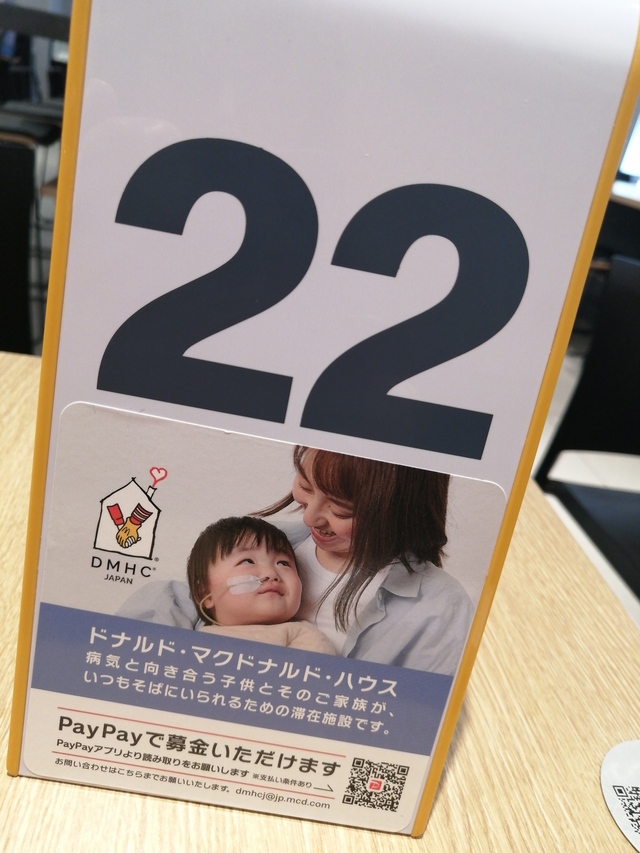 22
DMHC®
JAPAN
ドナルド・マクドナルド・ハウス
病気と向き合う子供とそのご家族が、
いつもそばにいられるための滞在施設です。
PayPayで募金いただけます
PayPayアプリより読み取りをお願いします ※支払い条件あり
お問い合わせはこちらまでお願いいたします。dmhcj@jp.mcd.com